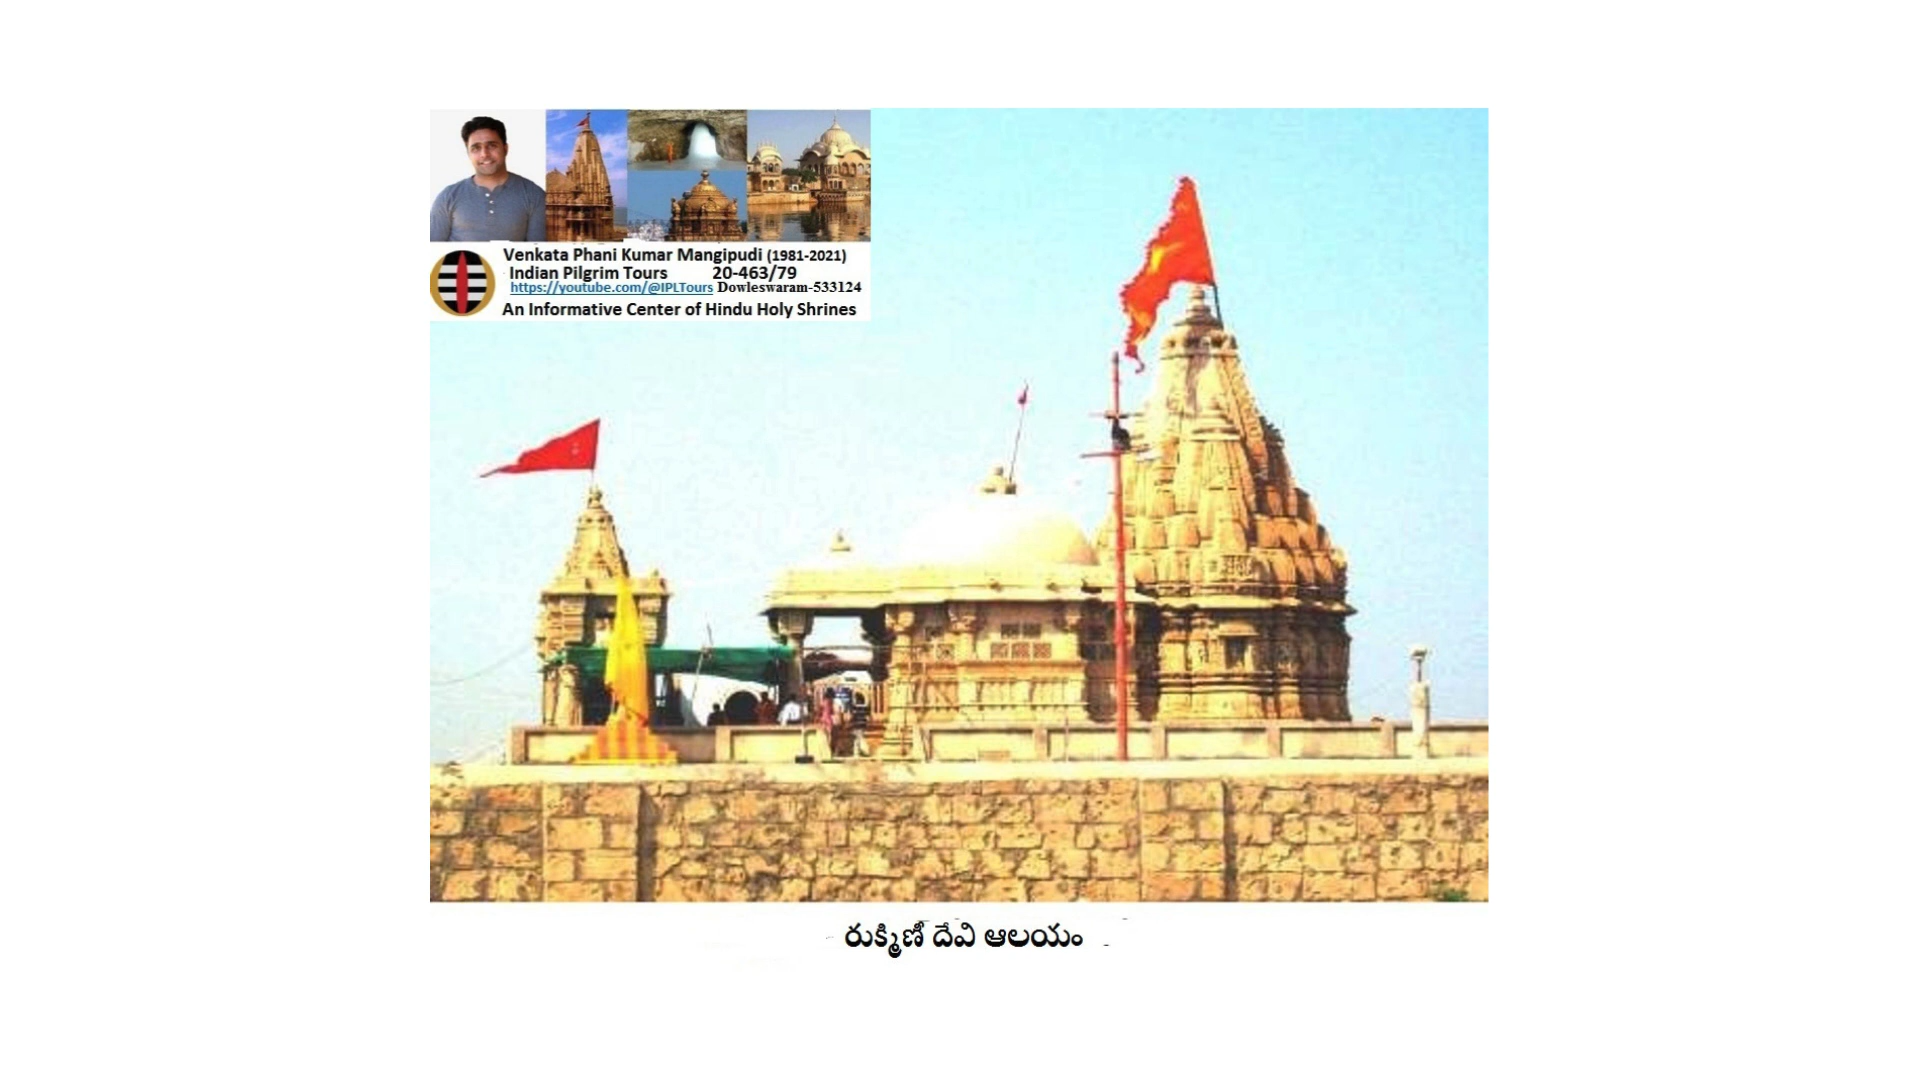 Venkata Phani Kumar Mangipudi (1981-2021)
Indian Pilgrim Tours 20-463/79
https://youtube.com/@IPLTours Dowleswaram-533124
An Informative Center of Hindu Holy Shrines
రుక్మిణీ దేవి ఆలయం